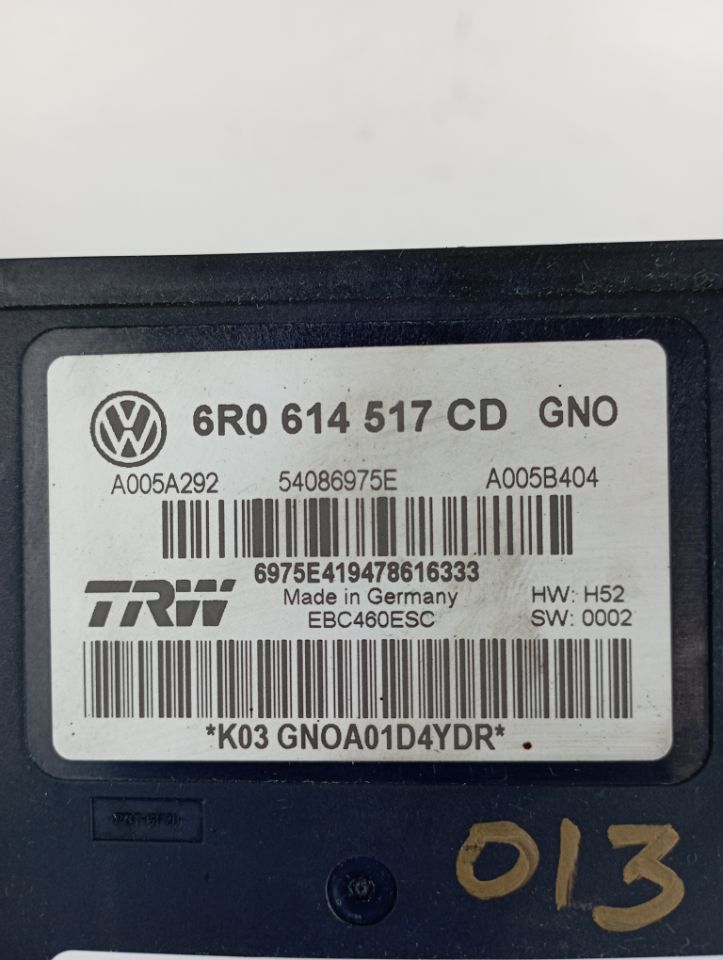 6R0 614 517 CD GNO
A005A292 54086975E A005B404
6975E419478616333
TRW Made in Germany HW: H52
EBC460ESC SW: 0002
*K03 GNOA01D4YDR*
013